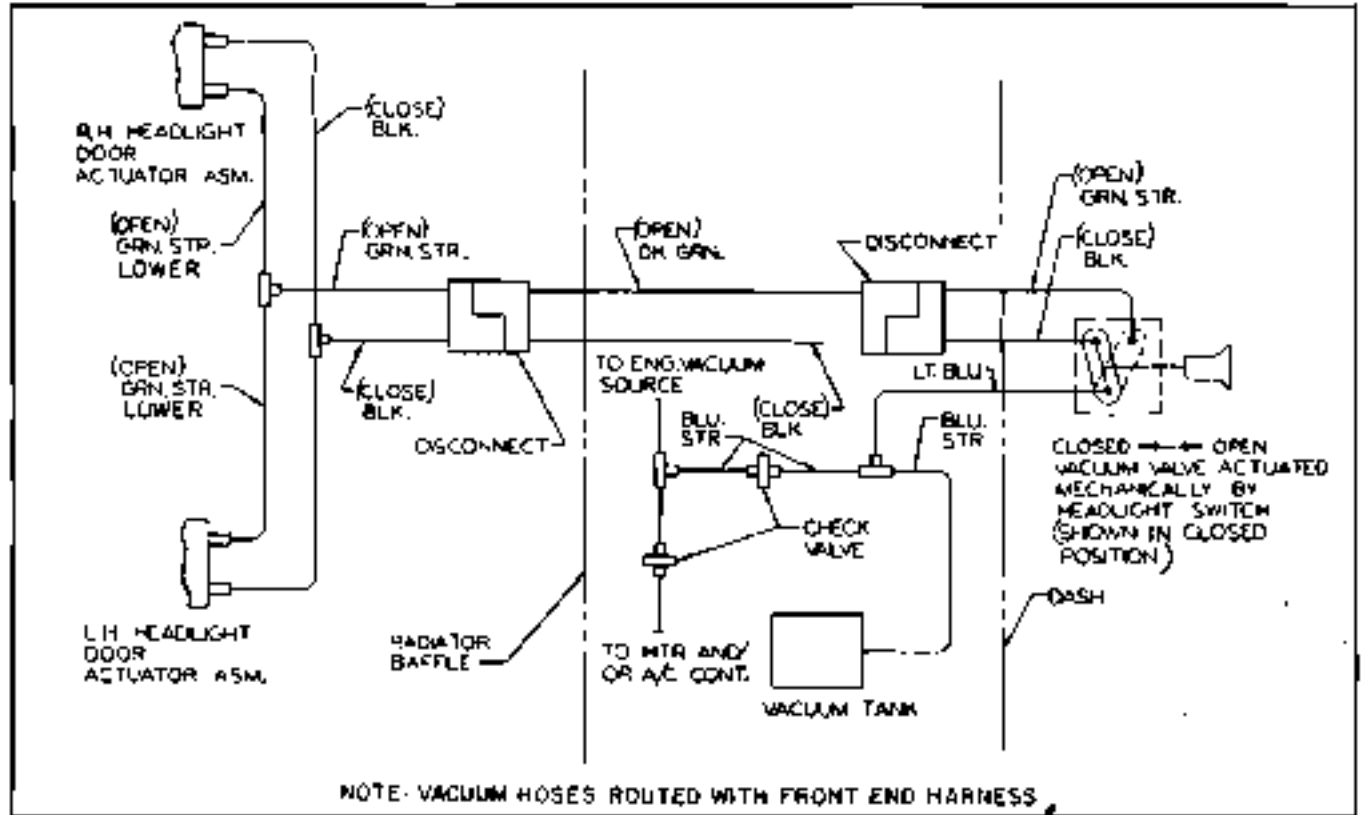 R.H. HEADLIGHT
DOOR
ACTUATOR ASM.
(CLOSE)
BLK.
(OPEN)
GRN. STR.
LOWER
(OPEN)
GRN. STR.
(OPEN)
DK GRN.
DISCONNECT
(OPEN)
GRN. STR.
(CLOSE)
BLK.
(OPEN)
GRN. STR.
LOWER
(CLOSE)
BLK.
DISCONNECT
TO ENG. VACUUM
SOURCE
BLU.
STR
(CLOSE)
BLK
LT. BLU
BLU.
STR
CLOSED OPEN
VACUUM VALVE ACTUATED
MECHANICALLY BY
HEADLIGHT SWITCH
(SHOWN IN CLOSED
POSITION)
CHECK
VALVE
DASH
L.H. HEADLIGHT
DOOR
ACTUATOR ASM.
RADIATOR
BAFFLE
TO HTR AND/
OR A/C CONT.
VACUUM TANK
NOTE- VACUUM HOSES ROUTED WITH FRONT END HARNESS